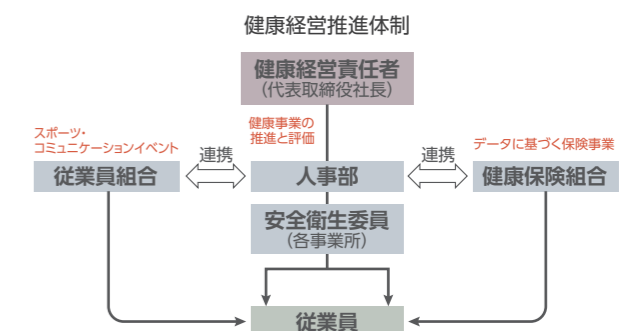 健康経営推進体制
健康経営責任者
（代表取締役社長）
健康事業の
推進と評価
スポーツ・
コミュニケーションイベント
データに基づく保険事業
連携
連携
従業員組合
人事部
健康保険組合
安全衛生委員
（各事業所）
従業員